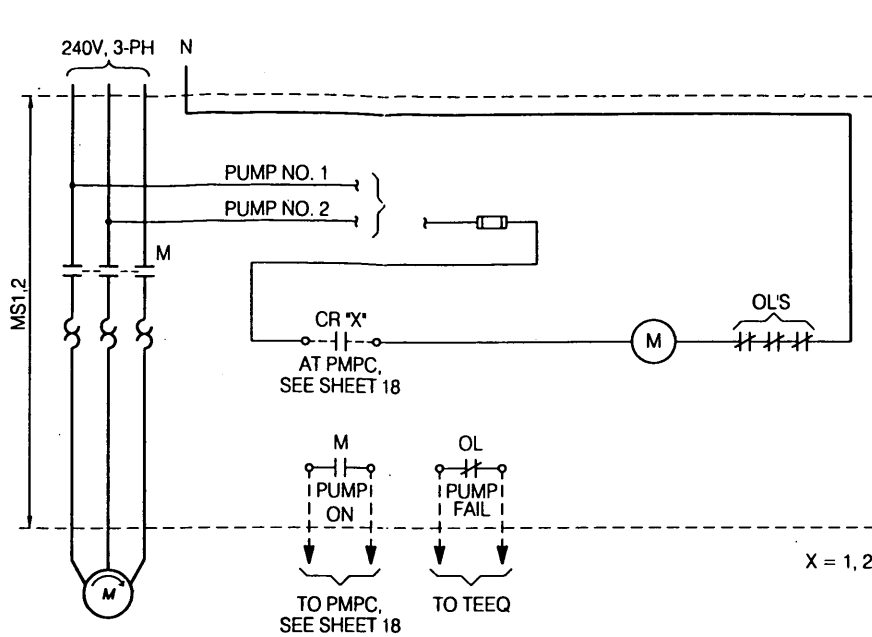 240V, 3-PH
N
PUMP NO. 1
PUMP NO. 2
M
MS1,2
CR "X"
AT PMPC,
SEE SHEET 18
M
OL'S
M
PUMP
ON
OL
PUMP
FAIL
X = 1, 2
M
TO PMPC,
SEE SHEET 18
TO TEEQ